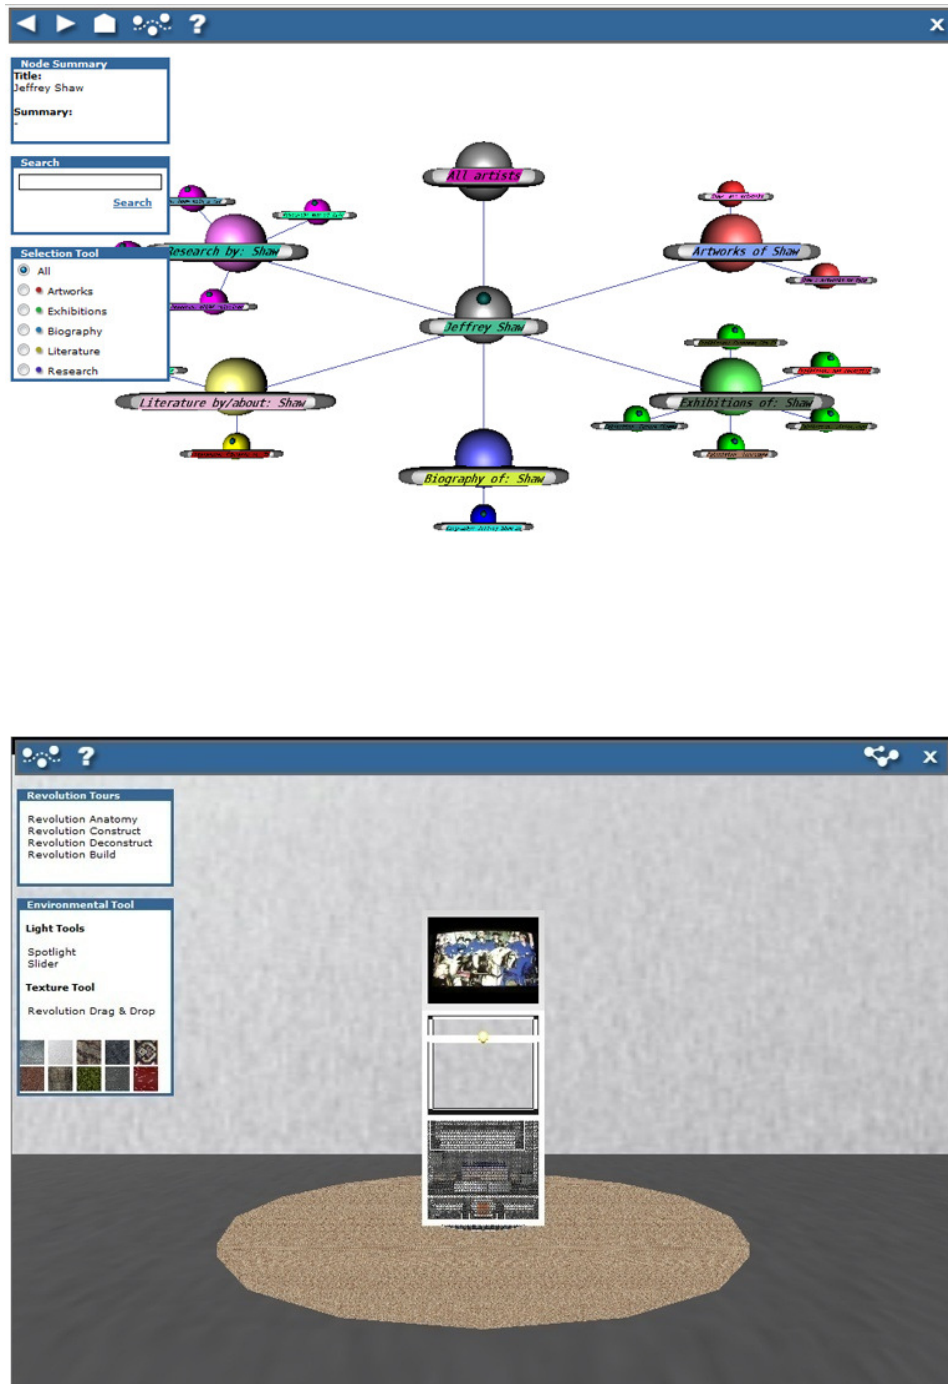 ?
x
Node Summary
Title:
Jeffrey Shaw
Summary:
-
Search
Search
Selection Tool
All
Artworks
Exhibitions
Biography
Literature
Research
All artists
Research by: Shaw
Artworks of Shaw
Jeffrey Shaw
Literature by/about: Shaw
Exhibitions of: Shaw
Biography of: Shaw
?
x
Revolution Tours
Revolution Anatomy
Revolution Construct
Revolution Deconstruct
Revolution Build
Environmental Tool
Light Tools
Spotlight
Slider
Texture Tool
Revolution Drag & Drop